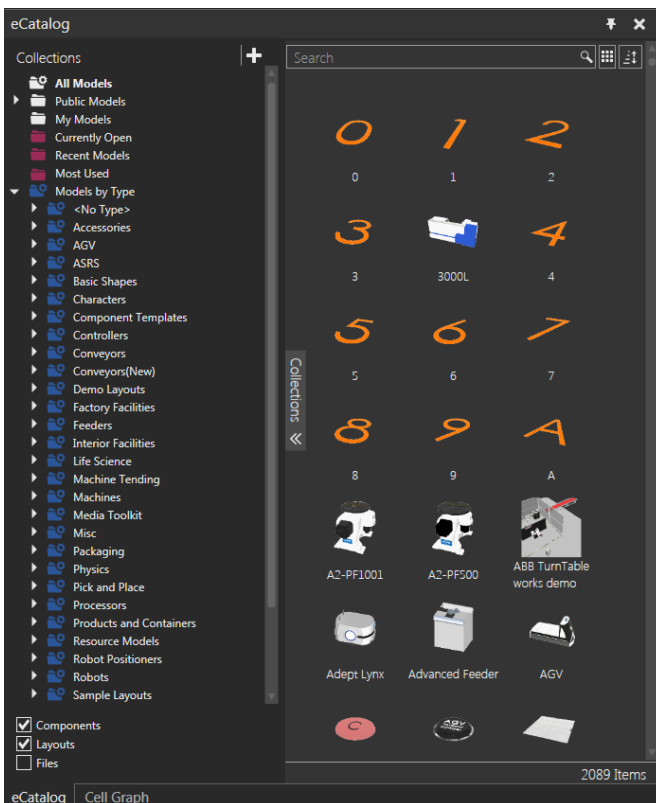 eCatalog
Collections
All Models
Public Models
My Models
Currently Open
Recent Models
Most Used
Models by Type
<No Type>
Accessories
AGV
ASRS
Basic Shapes
Characters
Component Templates
Controllers
Conveyors
Conveyors(New)
Demo Layouts
Factory Facilities
Feeders
Interior Facilities
Life Science
Machine Tending
Machines
Media Toolkit
Misc
Packaging
Physics
Pick and Place
Processors
Products and Containers
Resource Models
Robot Positioners
Robots
Sample Layouts
Components
Layouts
Files
eCatalog Cell Graph
Collections
Search
0 1 2
0 1 2
3 4
3 3000L 4
5 6 7
5 6 7
8 9 A
8 9 A
A2-PF1001 A2-PF500 ABB TurnTable
works demo
Adept Lynx Advanced Feeder AGV
C AGV
2089 Items